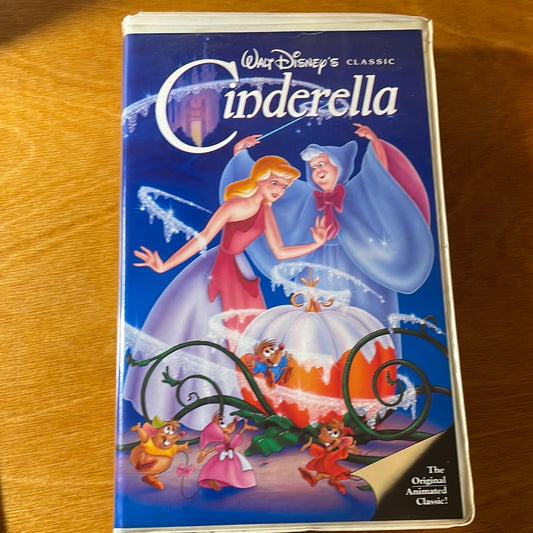 Walt Disney's CLASSIC
Cinderella
The
Original
Animated
Classic!